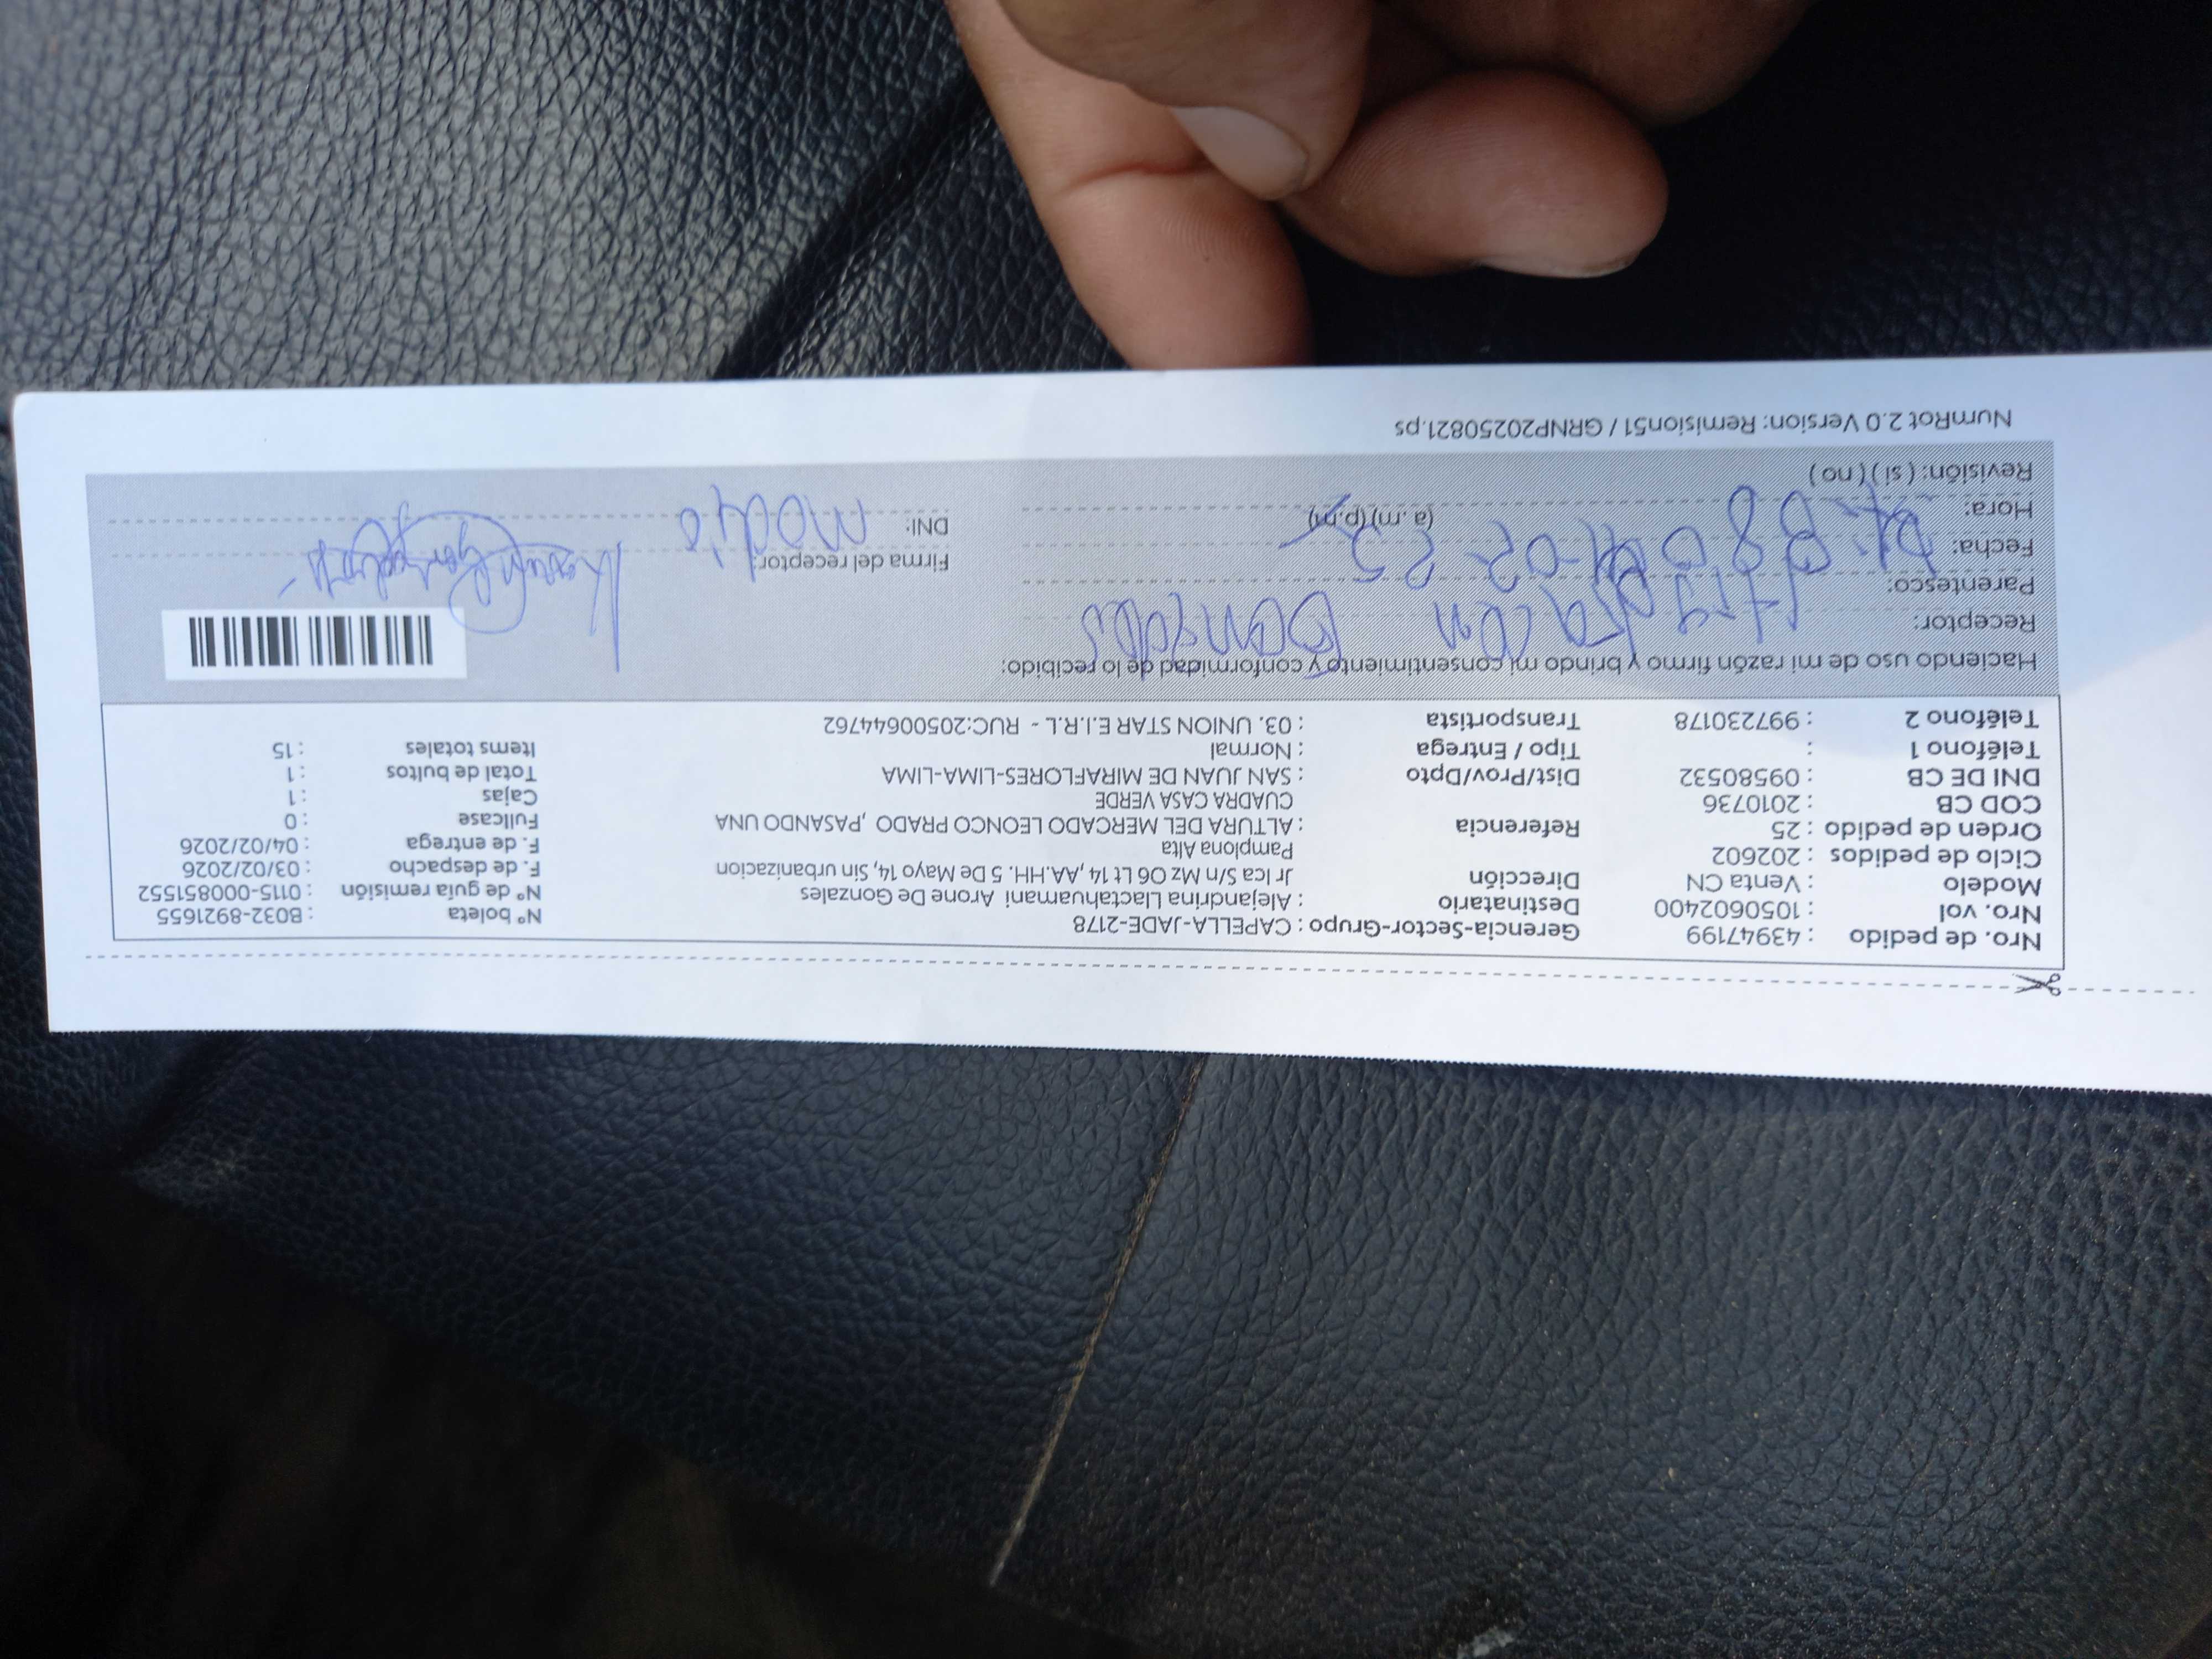 Nro. de pedido : 43947199
Nro. vol : 1050602400
Modelo : Venta CN
Ciclo de pedidos : 202602
Orden de pedido : 25
COD CB : 2010736
DNI DE CB : 09580532
Teléfono 1 :
Teléfono 2 : 997230178
Gerencia-Sector-Grupo : CAPELLA-JADE-2178
Destinatario : Alejandrina Llactahuamani Arone De Gonzales
Dirección Jr Ica S/n Mz O6 Lt 14 ,AA.HH. 5 De Mayo 14, Sin urbanizacion
Pamplona Alta
Referencia : ALTURA DEL MERCADO LEONCO PRADO ,PASANDO UNA
CUADRA CASA VERDE
Dist/Prov/Dpto : SAN JUAN DE MIRAFLORES-LIMA-LIMA
Tipo / Entrega : Normal
Transportista : 03. UNION STAR E.I.R.L - RUC:20500644762
Nº boleta : B032-8921655
Nº de guía remisión : 0115-000851552
F. de despacho : 03/02/2026
F. de entrega : 04/02/2026
Fullcase : 0
Cajas : 1
Total de bultos : 1
Items totales : 15
Haciendo uso de mi razón firmo y brindo mi consentimiento y conformidad de lo recibido:
Receptor:
Parentesco:
Fecha:
Hora: (a.m) (p.m)
Revisión: ( si ) ( no )
Firma del receptor:
DNI:
NumRot 2.0 Version: Remision51 / GRNP20250821.ps